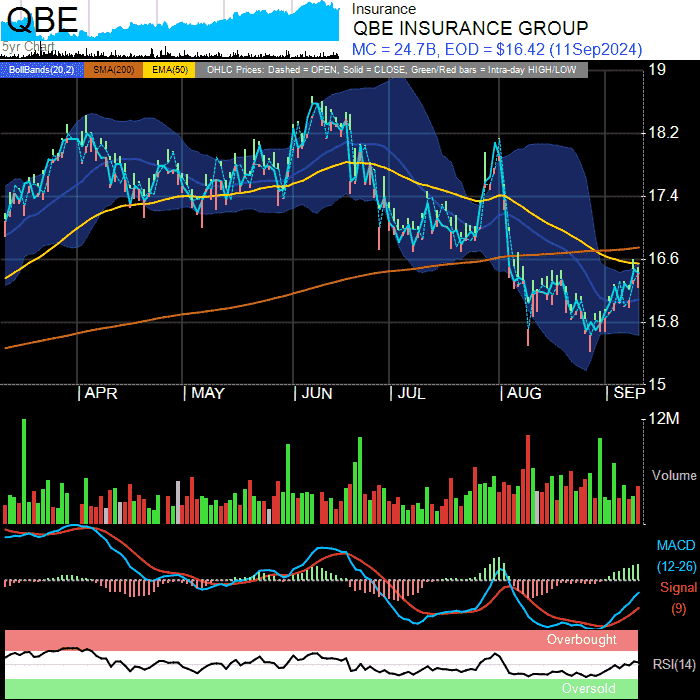 QBE
5yr Chart
Insurance
QBE INSURANCE GROUP
MC = 24.7B, EOD = $16.42 (11Sep2024)
BollBands(20,2) SMA(200) EMA(50) OHLC Prices: Dashed = OPEN, Solid = CLOSE, Green/Red bars = Intra-day HIGH/LOW
19
18.2
17.4
16.6
15.8
15
APR MAY JUN JUL AUG SEP
12M
Volume
MACD
(12-26)
Signal
(9)
Overbought
RSI(14)
Oversold